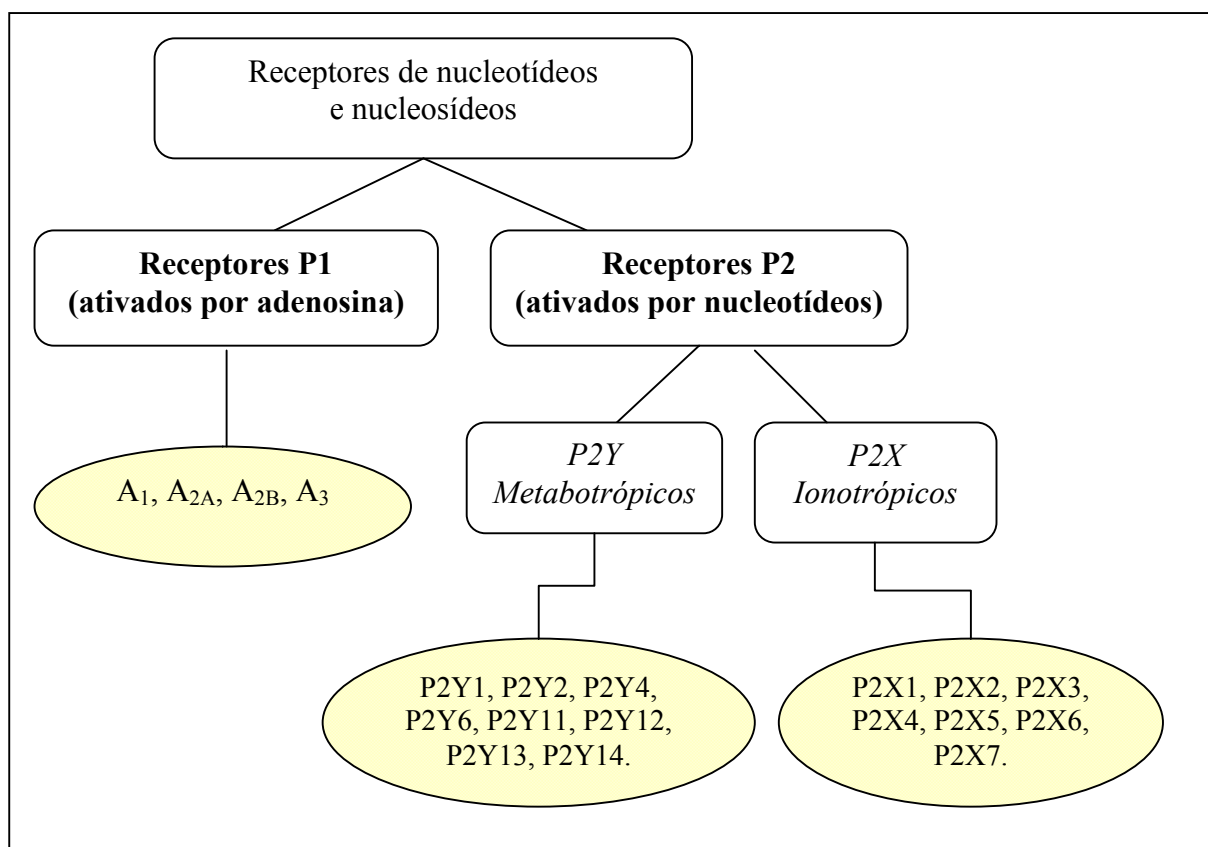 Receptores de nucleotídeos
e nucleosídeos
Receptores P1
(ativados por adenosina)
Receptores P2
(ativados por nucleotídeos)
P2Y
Metabotrópicos
P2X
Ionotrópicos
A₁, A₂A, A₂B, A₃
P2Y1, P2Y2, P2Y4,
P2Y6, P2Y11, P2Y12,
P2Y13, P2Y14.
P2X1, P2X2, P2X3,
P2X4, P2X5, P2X6,
P2X7.